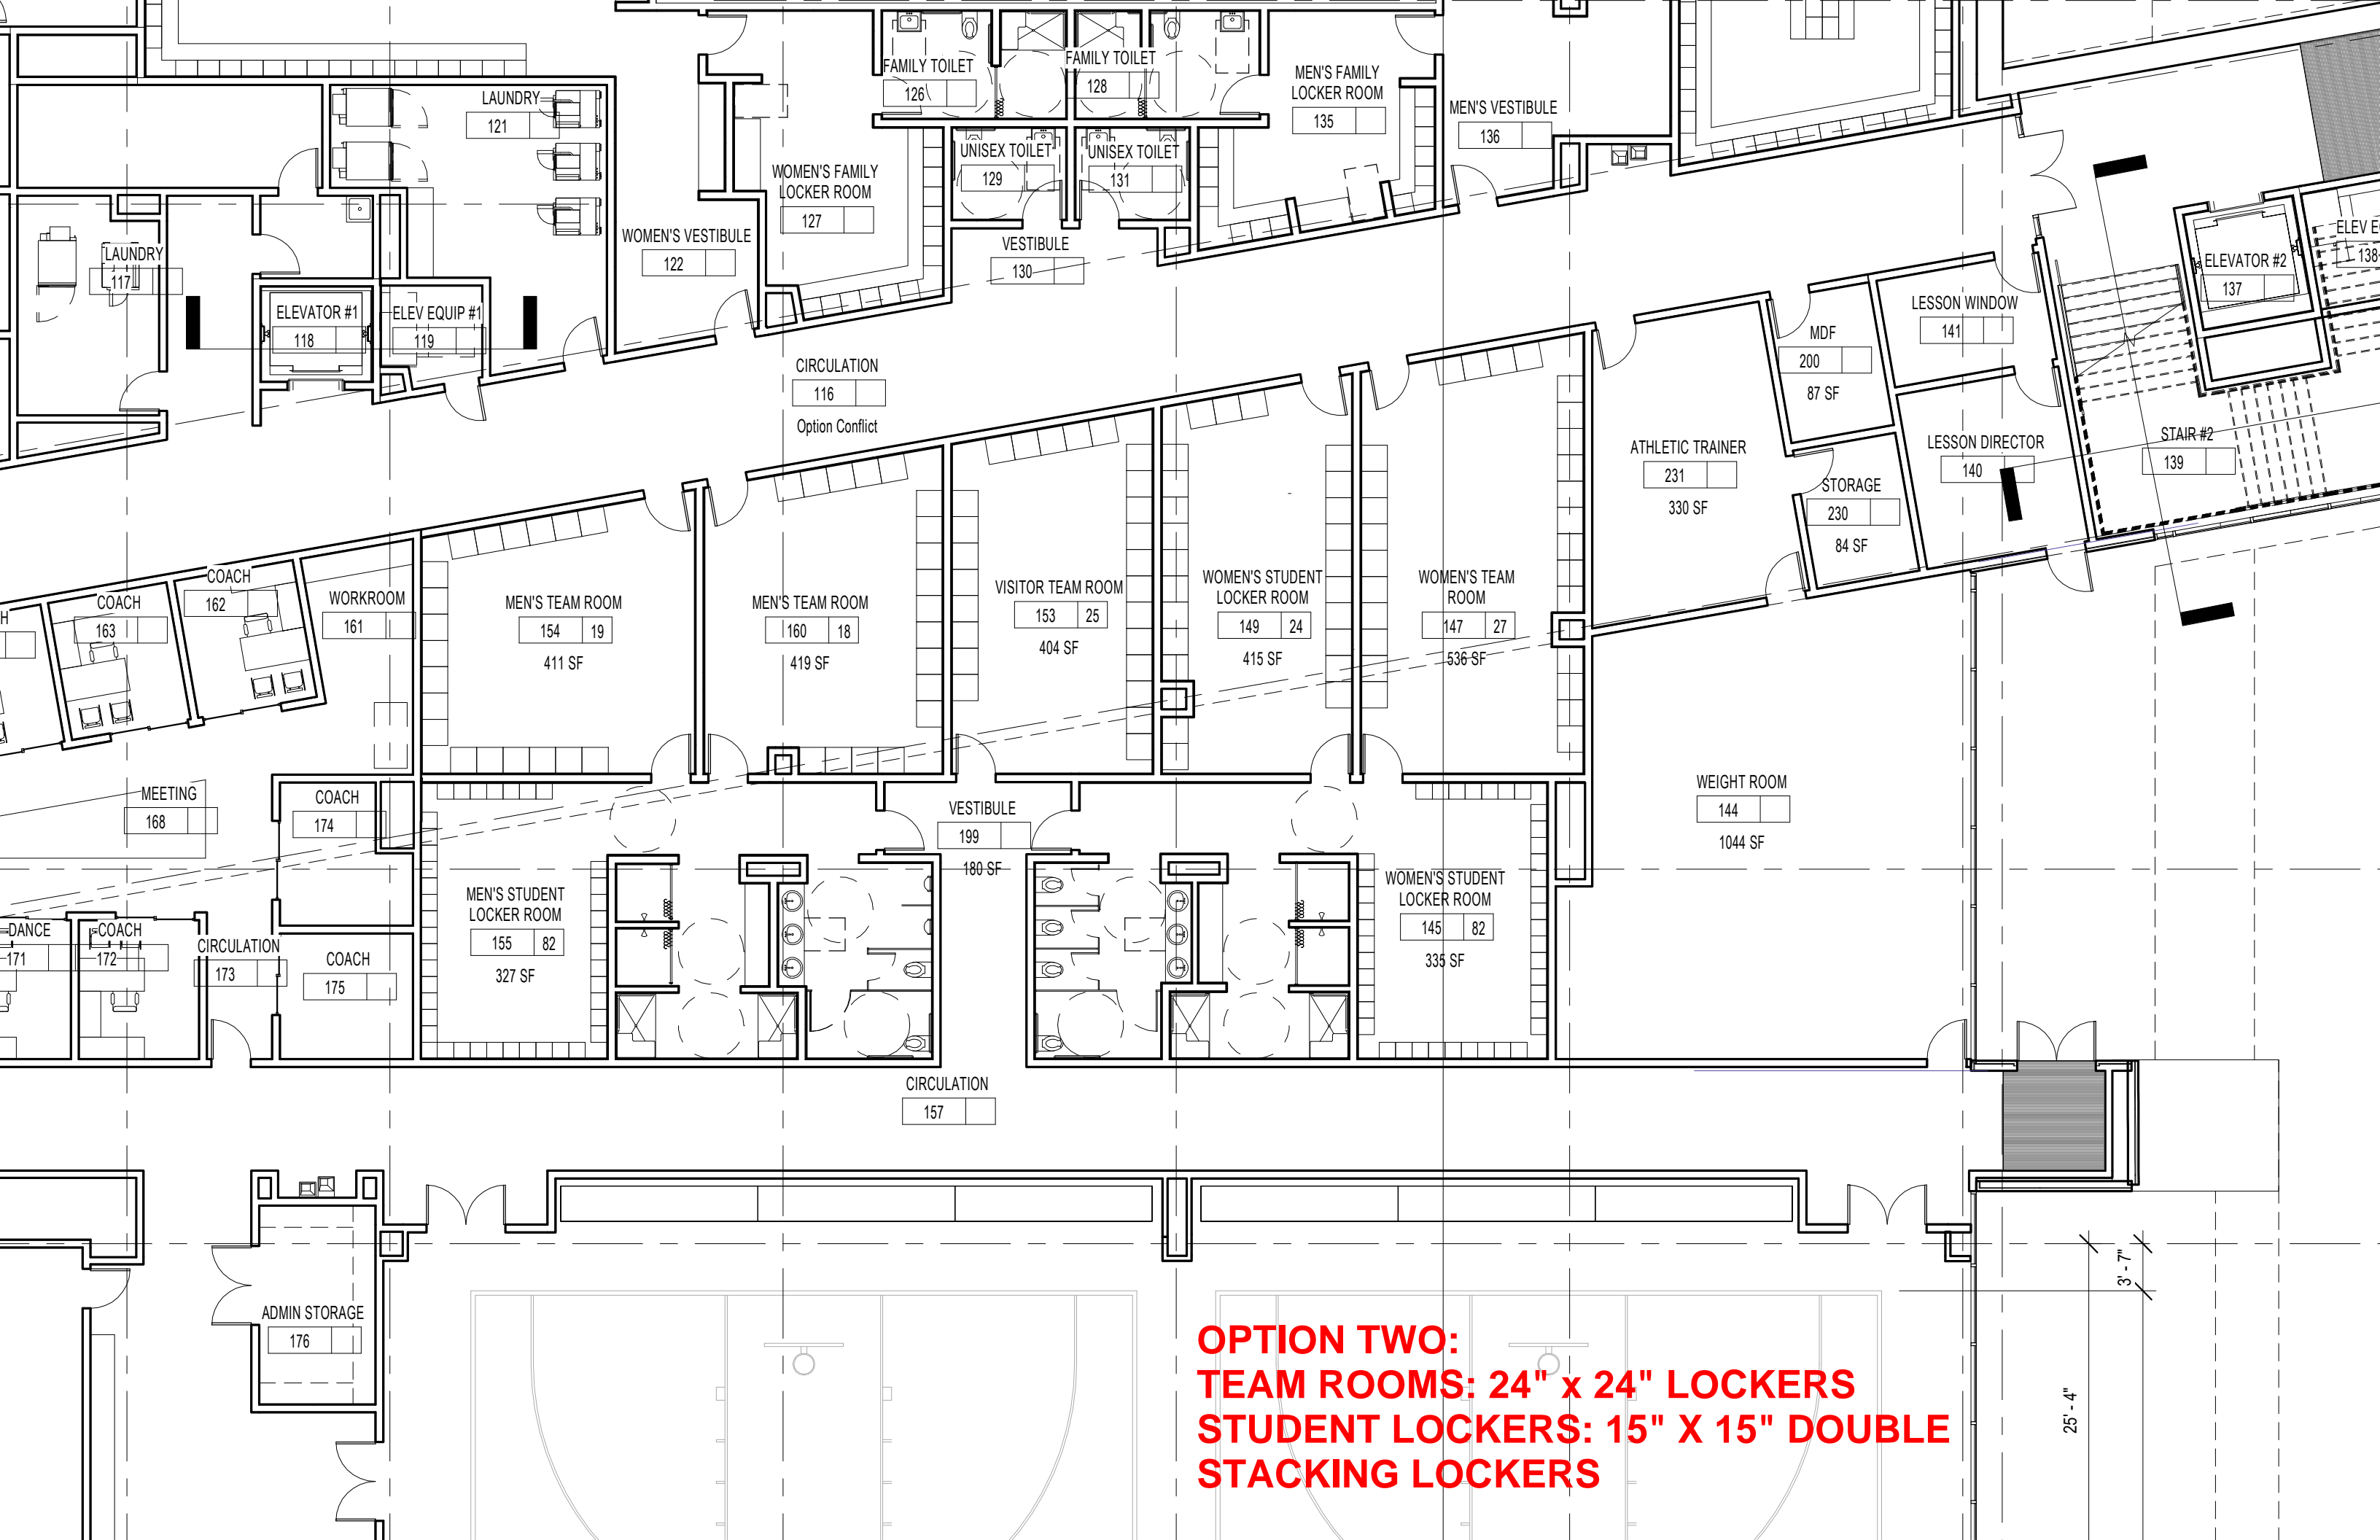 FAMILY TOILET
126
FAMILY TOILET
128
MEN'S FAMILY
LOCKER ROOM
135
MEN'S VESTIBULE
136
LAUNDRY
121
UNISEX TOILET
129
UNISEX TOILET
131
WOMEN'S FAMILY
LOCKER ROOM
127
WOMEN'S VESTIBULE
122
VESTIBULE
130
LAUNDRY
117
ELEVATOR #1
118
ELEV EQUIP #1
119
ELEVATOR #2
137
ELEV E
138
LESSON WINDOW
141
MDF
200
87 SF
CIRCULATION
116
Option Conflict
ATHLETIC TRAINER
231
330 SF
STORAGE
230
84 SF
LESSON DIRECTOR
140
STAIR #2
139
COACH
162
COACH
163
H
WORKROOM
161
MEN'S TEAM ROOM
154 19
411 SF
MEN'S TEAM ROOM
160 18
419 SF
VISITOR TEAM ROOM
153 25
404 SF
WOMEN'S STUDENT
LOCKER ROOM
149 24
415 SF
WOMEN'S TEAM
ROOM
147 27
536 SF
MEETING
168
COACH
174
VESTIBULE
199
180 SF
WEIGHT ROOM
144
1044 SF
MEN'S STUDENT
LOCKER ROOM
155 82
327 SF
WOMEN'S STUDENT
LOCKER ROOM
145 82
335 SF
DANCE
171
COACH
172
CIRCULATION
173
COACH
175
CIRCULATION
157
ADMIN STORAGE
176
3' - 7"
25' - 4"
OPTION TWO:
TEAM ROOMS: 24" x 24" LOCKERS
STUDENT LOCKERS: 15" X 15" DOUBLE
STACKING LOCKERS